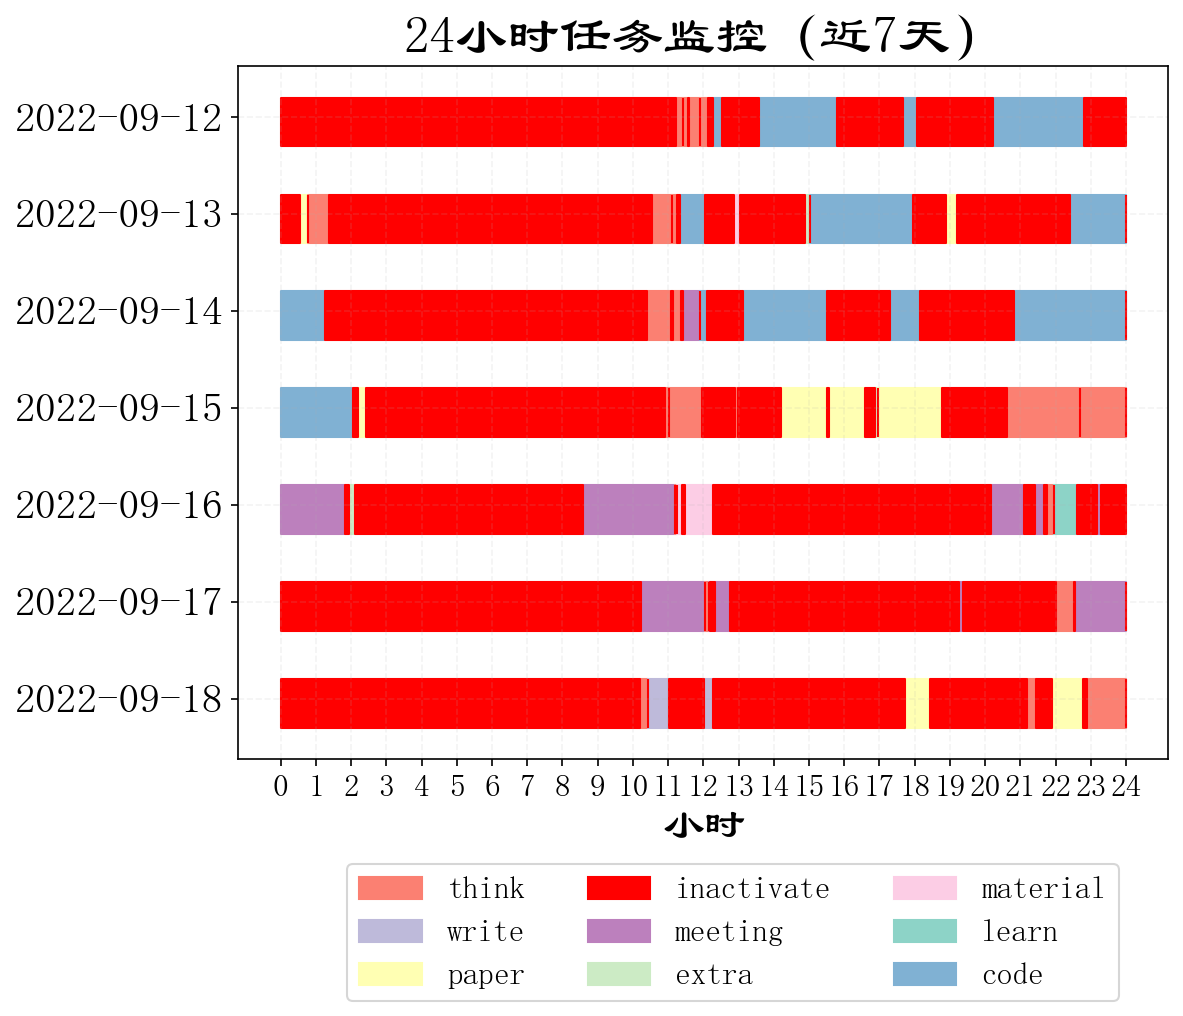 24小时任务监控 (近7天)
2022-09-12
2022-09-13
2022-09-14
2022-09-15
2022-09-16
2022-09-17
2022-09-18
0 1 2 3 4 5 6 7 8 9 10 11 12 13 14 15 16 17 18 19 20 21 22 23 24
小时
think inactivate material
write meeting learn
paper extra code